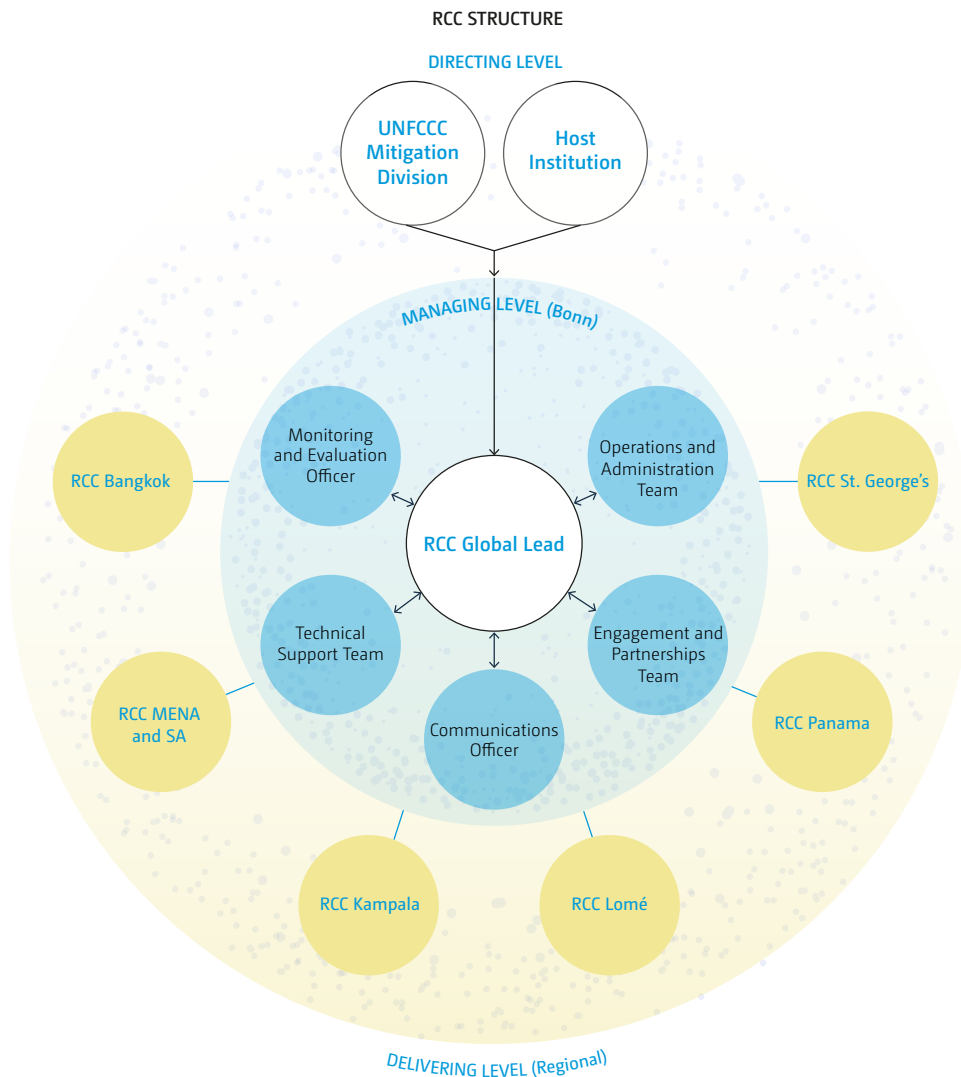 RCC STRUCTURE
DIRECTING LEVEL
UNFCCC
Mitigation
Division
Host
Institution
MANAGING LEVEL (Bonn)
Monitoring
and Evaluation
Officer
Operations and
Administration
Team
RCC Bangkok
RCC St. George’s
RCC Global Lead
Technical
Support Team
Engagement and
Partnerships
Team
RCC MENA
and SA
RCC Panama
Communications
Officer
RCC Kampala
RCC Lomé
DELIVERING LEVEL (Regional)